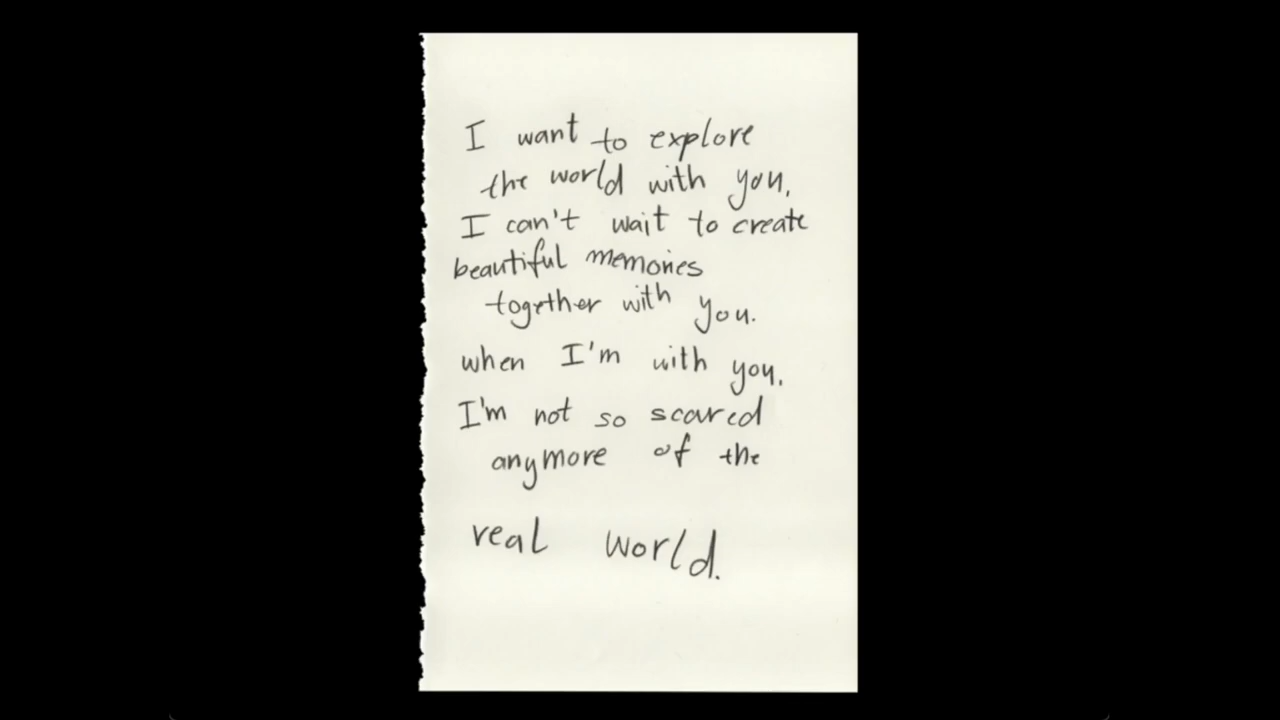 I want to explore
the world with you,
I can't wait to create
beautiful memories
together with you.
when I'm with you,
I'm not so scared
anymore of the
real world.